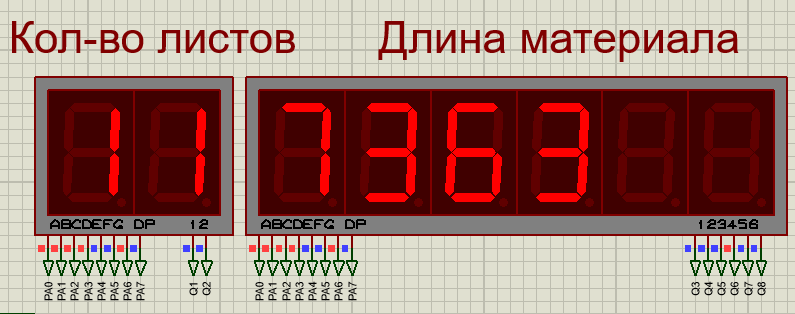 Кол-во листов Длина материала
11 7363
ABCDEFG DP 12 ABCDEFG DP 123456
PA0 PA1 PA2 PA3 PA4 PA5 PA6 PA7 Q1 Q2 PA0 PA1 PA2 PA3 PA4 PA5 PA6 PA7 Q3 Q4 Q5 Q6 Q7 Q8